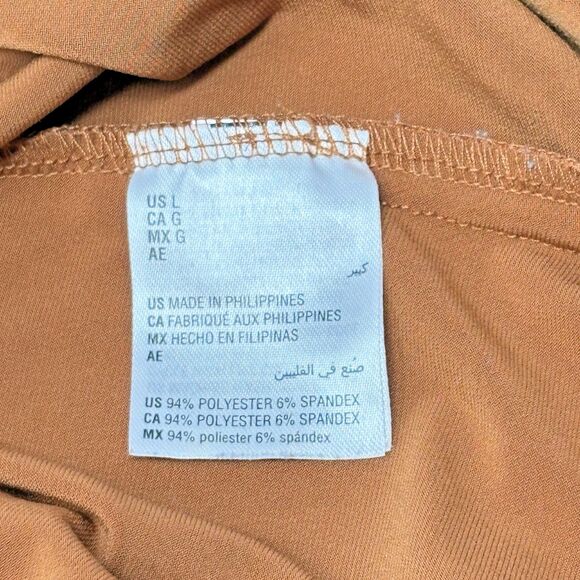 US L
CA G
MX G
AE
كبير
US MADE IN PHILIPPINES
CA FABRIQUÉ AUX PHILIPPINES
MX HECHO EN FILIPINAS
AE
صُنع في الفلبين
US 94% POLYESTER 6% SPANDEX
CA 94% POLYESTER 6% SPANDEX
MX 94% poliester 6% spándex